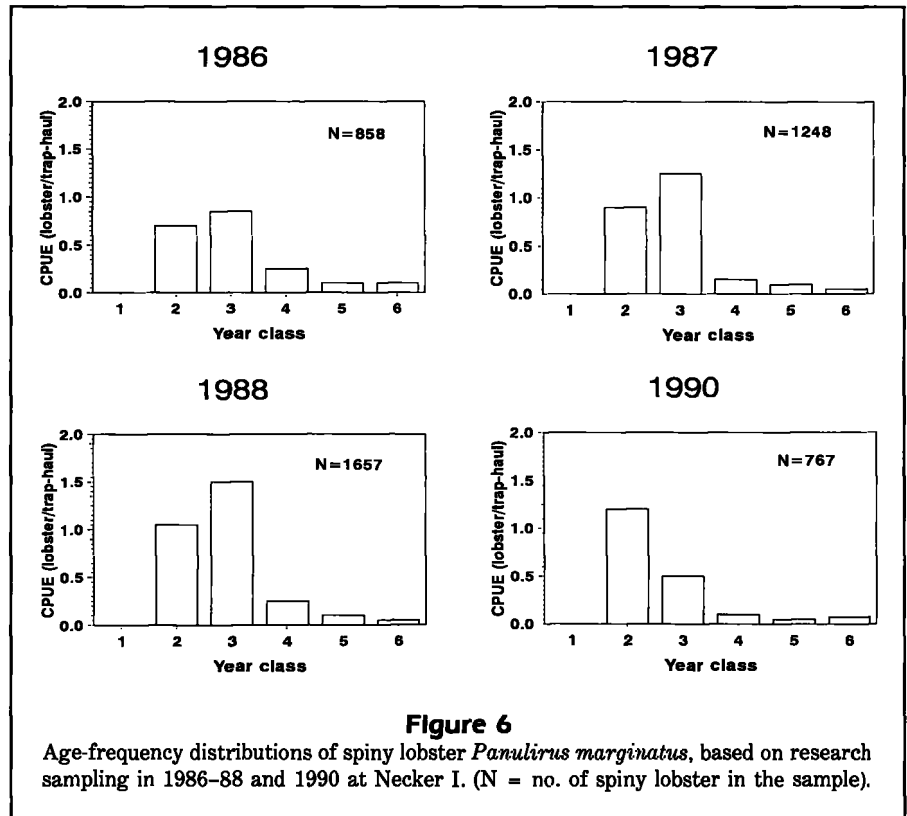 1986
2.0
1.5
1.0
0.5
0.0
CPUE (lobster/trap-haul)
N=858
1 2 3 4 5 6
Year class
1987
2.0
1.5
1.0
0.5
0.0
CPUE (lobster/trap-haul)
N=1248
1 2 3 4 5 6
Year class
1988
2.0
1.5
1.0
0.5
0.0
CPUE (lobster/trap-haul)
N=1657
1 2 3 4 5 6
Year class
1990
2.0
1.5
1.0
0.5
0.0
CPUE (lobster/trap-haul)
N=767
1 2 3 4 5 6
Year class
Figure 6
Age-frequency distributions of spiny lobster Panulirus marginatus, based on research
sampling in 1986–88 and 1990 at Necker I. (N = no. of spiny lobster in the sample).